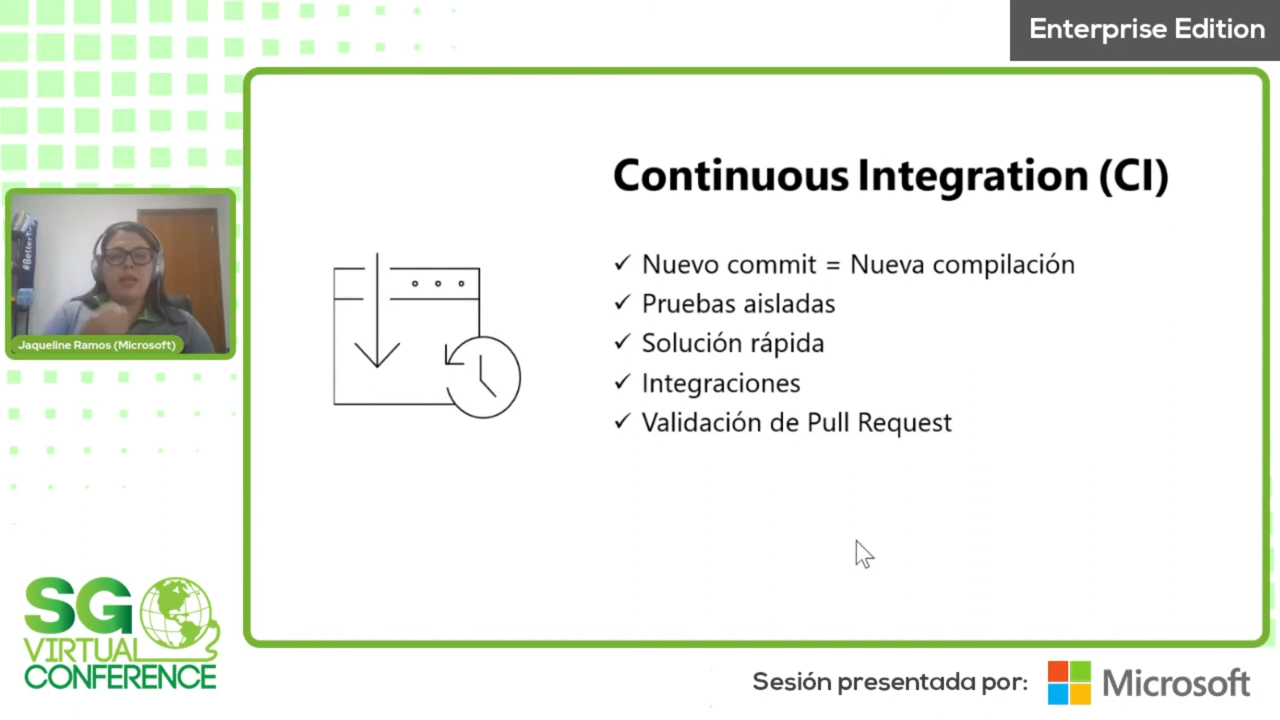 Enterprise Edition
Continuous Integration (CI)
✓ Nuevo commit = Nueva compilación
✓ Pruebas aisladas
✓ Solución rápida
✓ Integraciones
✓ Validación de Pull Request
Jaqueline Ramos (Microsoft)
SG
VIRTUAL
CONFERENCE
Sesión presentada por:
Microsoft